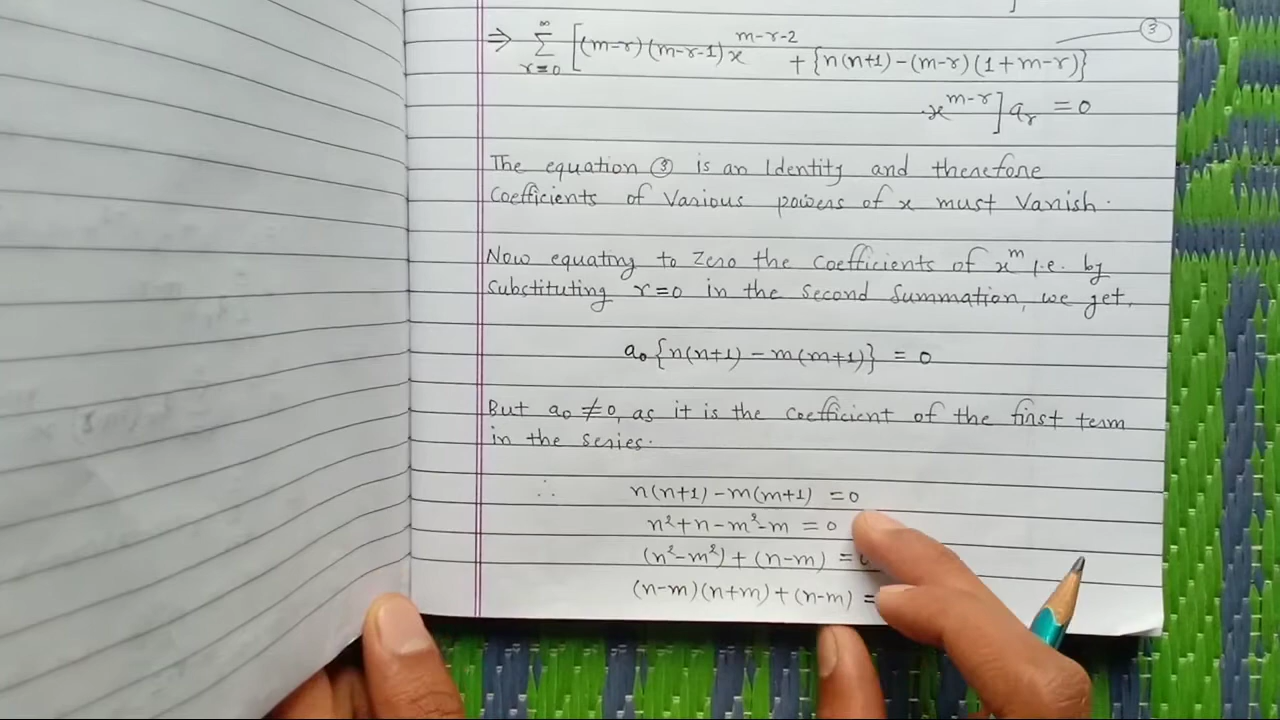 ③
⇒ ∞ Σ r=0 [(m-r)(m-r-1)x^{m-r-2} + {n(n+1)-(m-r)(1+m-r)}
.x^{m-r}] aᵣ = 0
The equation ③ is an Identity and therefore
Coefficients of Various powers of x must Vanish.
Now equating to Zero the Coefficients of x^m i.e. by
Substituting r=0 in the Second Summation, we get,
a₀{n(n+1) - m(m+1)} = 0
But a₀ ≠ 0, as it is the Coefficient of the first term
in the Series.
∴ n(n+1) - m(m+1) = 0
n²+n-m²-m = 0
(n²-m²) + (n-m) = 0
(n-m)(n+m) + (n-m) =